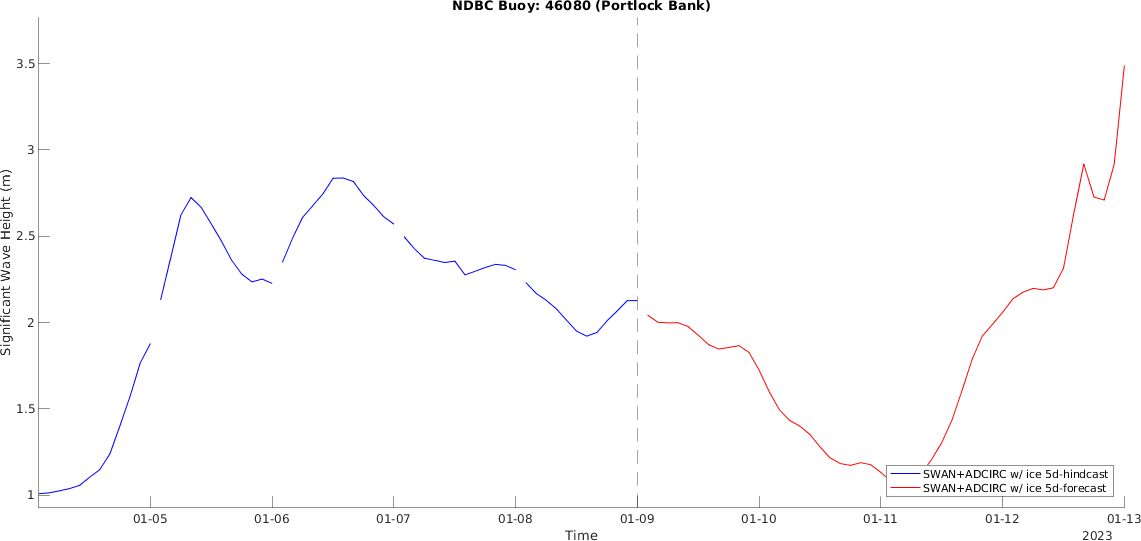 NDBC Buoy: 46080 (Portlock Bank)
Significant Wave Height (m)
3.5
3
2.5
2
1.5
1
SWAN+ADCIRC w/ ice 5d-hindcast
SWAN+ADCIRC w/ ice 5d-forecast
01-05 01-06 01-07 01-08 01-09 01-10 01-11 01-12 01-13
Time
2023